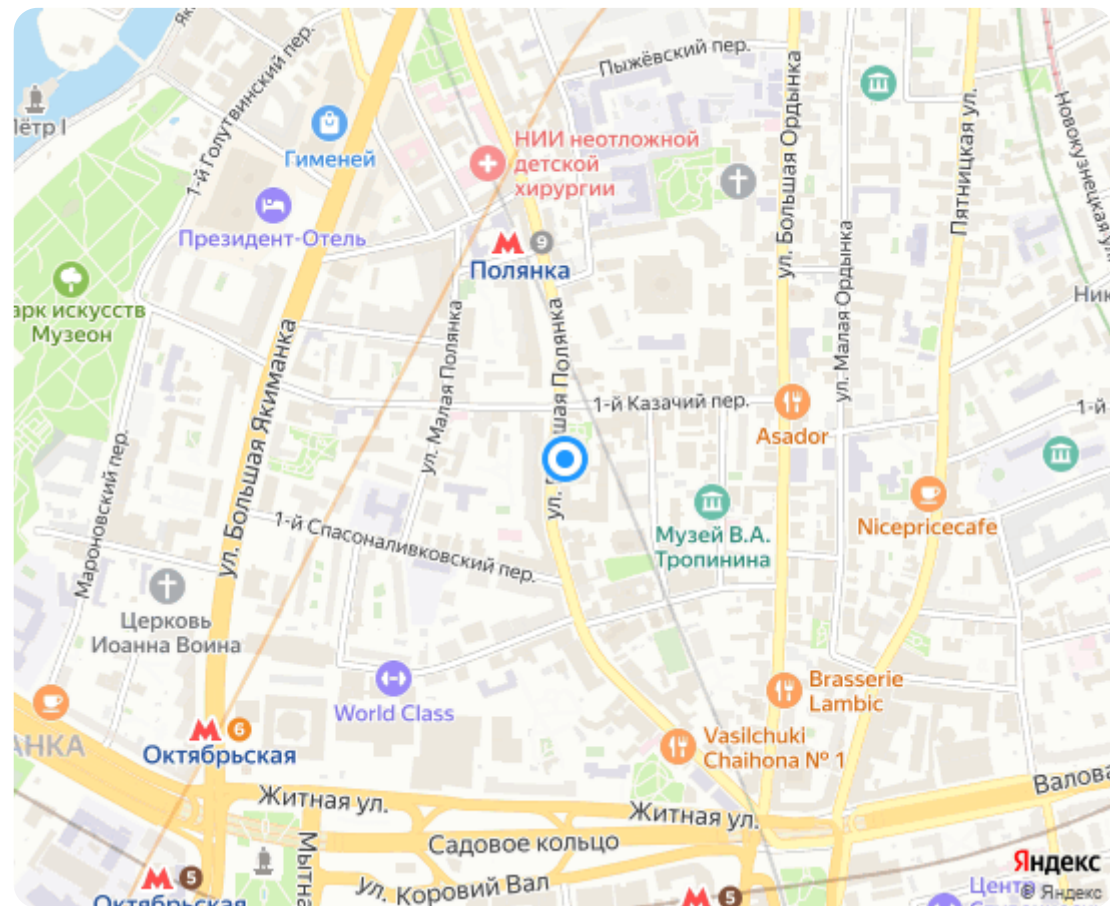 Пыжёвский пер.
1-й Голутвинский пер.
Пётр I
Гименей
НИИ неотложной
детской
хирургии
ул. Большая Ордынка
Пятницкая ул.
Новокузнецкая ул.
Президент-Отель
9
Полянка
арк искусств
Музеон
ул. Малая Ордынка
Ник
ул. Малая Полянка
ул. Большая Якиманка
шая Полянка
ул.
1-й Казачий пер.
1-й
Asador
Мароновский пер.
Nicepricecafe
Музей В.А.
Тропинина
1-й Спасоналивковский пер.
Церковь
Иоанна Воина
World Class
Brasserie
Lambic
6
Октябрьская
АНКА
Vasilchuki
Chaihona № 1
Житная ул.
Житная ул.
Валова
Садовое кольцо
Мытна
ул. Коровий Вал
5
Октябрьская
5
Яндекс
© Яндекс